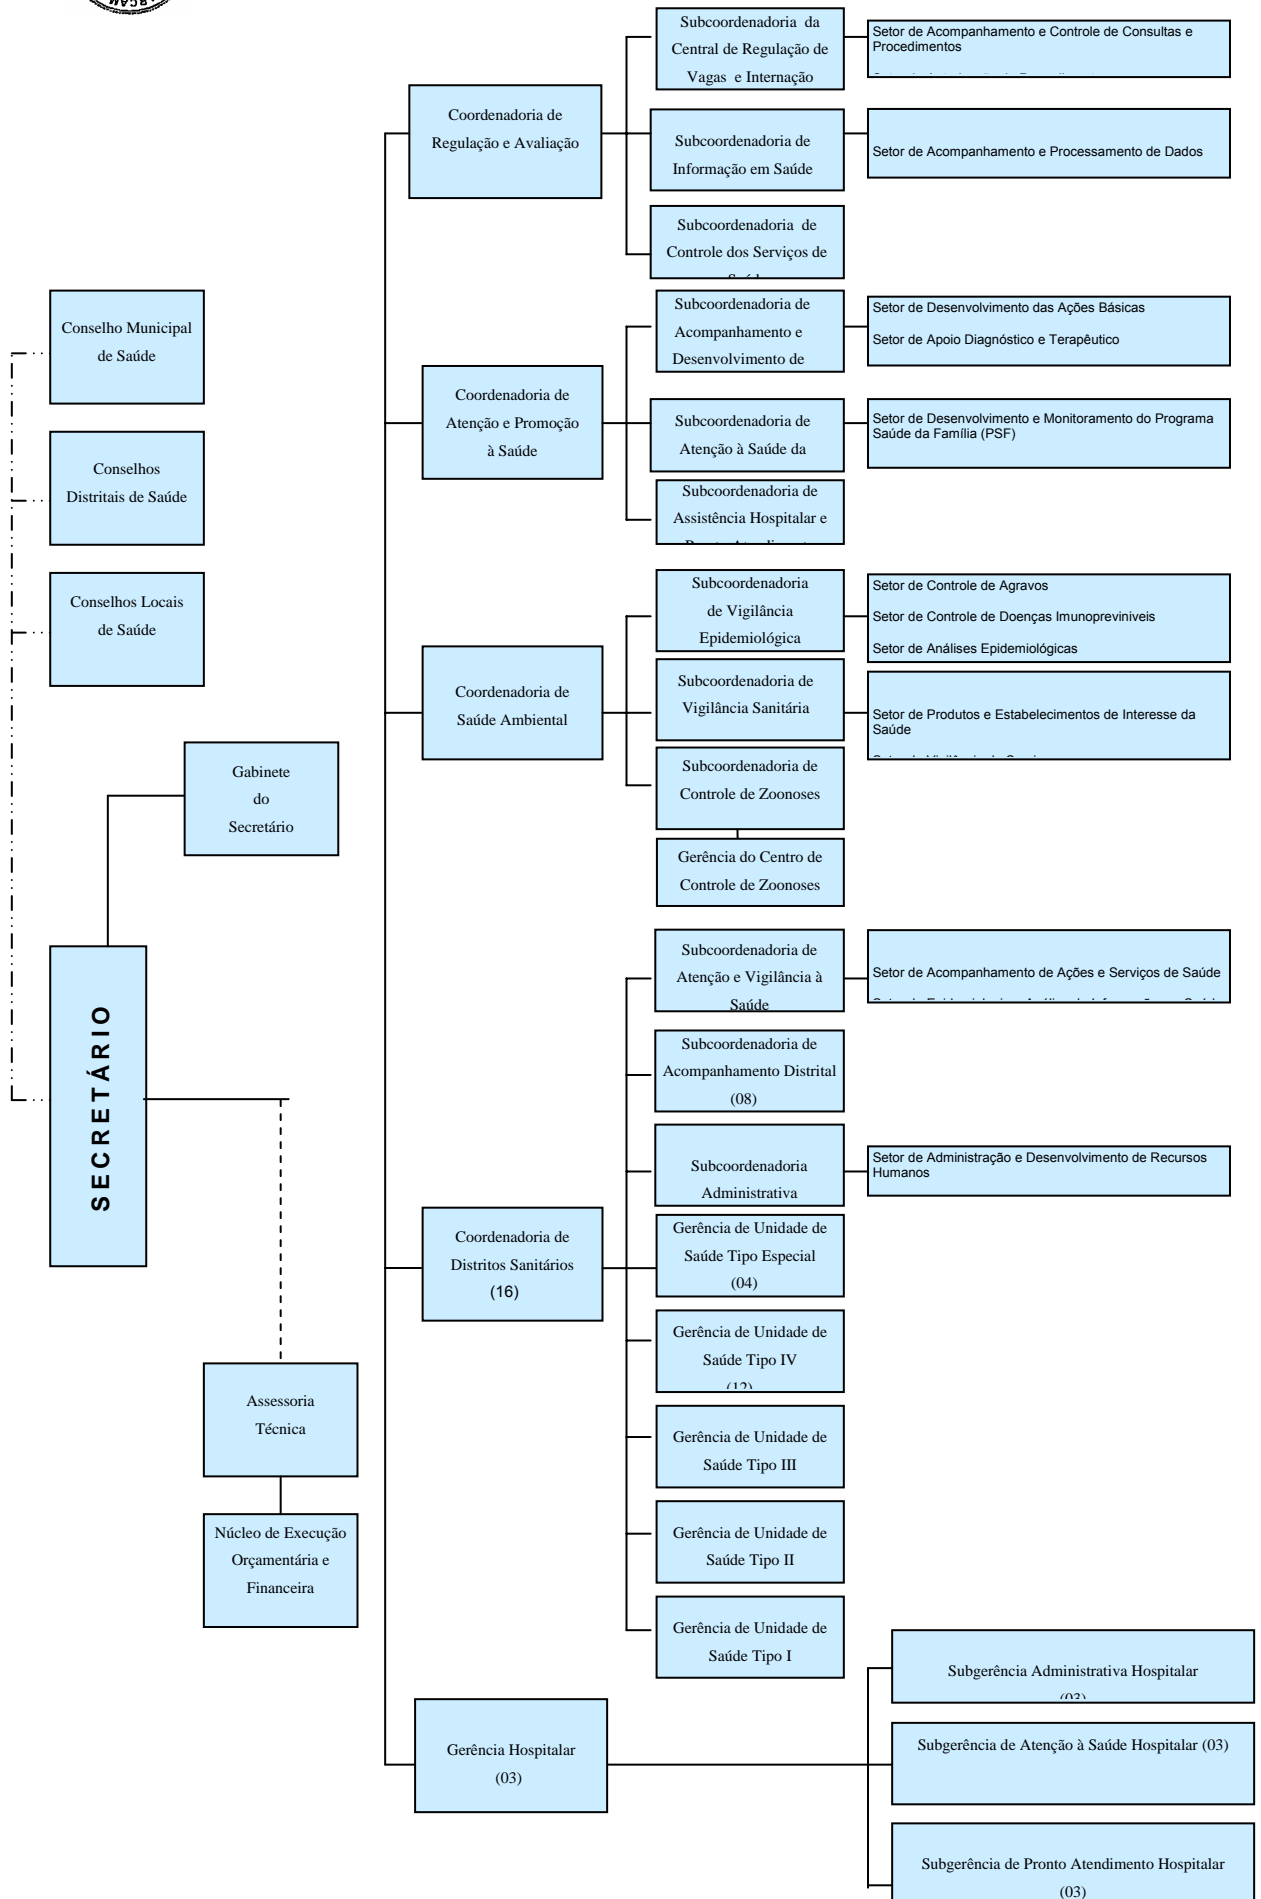 Subcoordenadoria da
Central de Regulação de
Vagas e Internação
Setor de Acompanhamento e Controle de Consultas e
Procedimentos
Coordenadoria de
Regulação e Avaliação
Subcoordenadoria de
Informação em Saúde
Setor de Acompanhamento e Processamento de Dados
Subcoordenadoria de
Controle dos Serviços de
Conselho Municipal
de Saúde
Conselhos
Distritais de Saúde
Conselhos Locais
de Saúde
Coordenadoria de
Atenção e Promoção
à Saúde
Subcoordenadoria de
Acompanhamento e
Desenvolvimento de
Setor de Desenvolvimento das Ações Básicas
Setor de Apoio Diagnóstico e Terapêutico
Subcoordenadoria de
Atenção à Saúde da
Setor de Desenvolvimento e Monitoramento do Programa
Saúde da Família (PSF)
Subcoordenadoria de
Assistência Hospitalar e
Coordenadoria de
Saúde Ambiental
Subcoordenadoria
de Vigilância
Epidemiológica
Setor de Controle de Agravos
Setor de Controle de Doenças Imunopreviniveis
Setor de Análises Epidemiológicas
Subcoordenadoria de
Vigilância Sanitária
Setor de Produtos e Estabelecimentos de Interesse da
Saúde
Subcoordenadoria de
Controle de Zoonoses
Gerência do Centro de
Controle de Zoonoses
Gabinete
do
Secretário
SECRETÁRIO
Subcoordenadoria de
Atenção e Vigilância à
Saúde
Setor de Acompanhamento de Ações e Serviços de Saúde
Subcoordenadoria de
Acompanhamento Distrital
(08)
Subcoordenadoria
Administrativa
Setor de Administração e Desenvolvimento de Recursos
Humanos
Coordenadoria de
Distritos Sanitários
(16)
Gerência de Unidade de
Saúde Tipo Especial
(04)
Gerência de Unidade de
Saúde Tipo IV
(12)
Gerência de Unidade de
Saúde Tipo III
Gerência de Unidade de
Saúde Tipo II
Gerência de Unidade de
Saúde Tipo I
Assessoria
Técnica
Núcleo de Execução
Orçamentária e
Financeira
Gerência Hospitalar
(03)
Subgerência Administrativa Hospitalar
(03)
Subgerência de Atenção à Saúde Hospitalar (03)
Subgerência de Pronto Atendimento Hospitalar
(03)